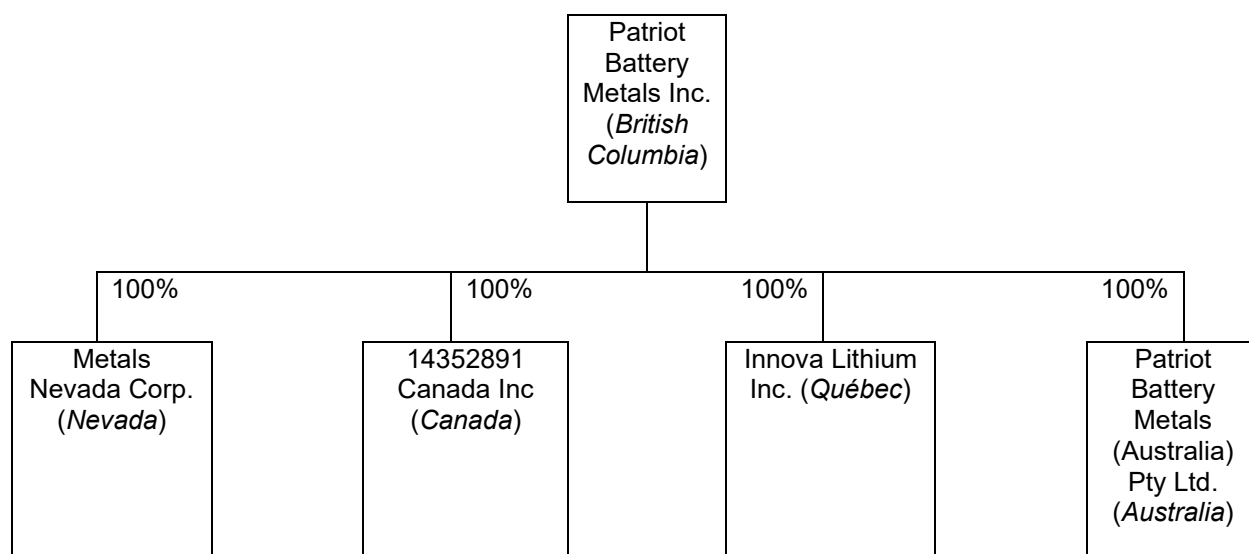 Patriot
Battery
Metals Inc.
(British
Columbia)
100%
100%
100%
100%
Metals
Nevada Corp.
(Nevada)
14352891
Canada Inc
(Canada)
Innova Lithium
Inc. (Québec)
Patriot
Battery
Metals
(Australia)
Pty Ltd.
(Australia)